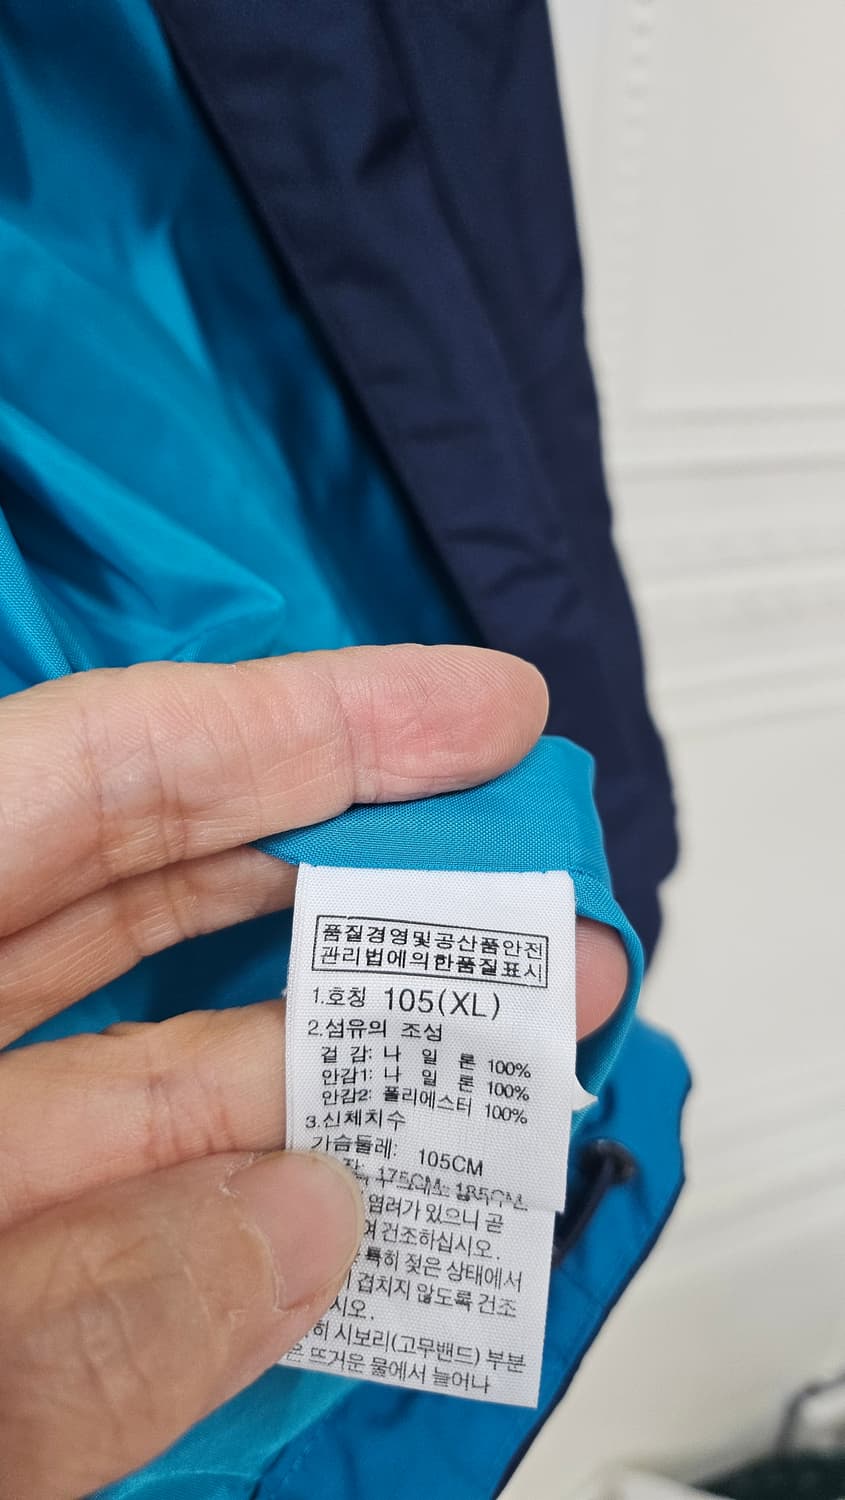 품질경영및공산품안전
관리법에의한품질표시
1.호칭 105(XL)
2.섬유의 조성
겉 감: 나 일 론 100%
안감1: 나 일 론 100%
안감2: 폴리에스터 100%
3.신체치수
가슴둘레: 105CM
장: 175CM- 185CM
염려가 있으니 곧
여 건조하십시오.
특히 젖은 상태에서
겹치지 않도록 건조
시오.
히 시보리(고무밴드) 부분
은 뜨거운 물에서 늘어나